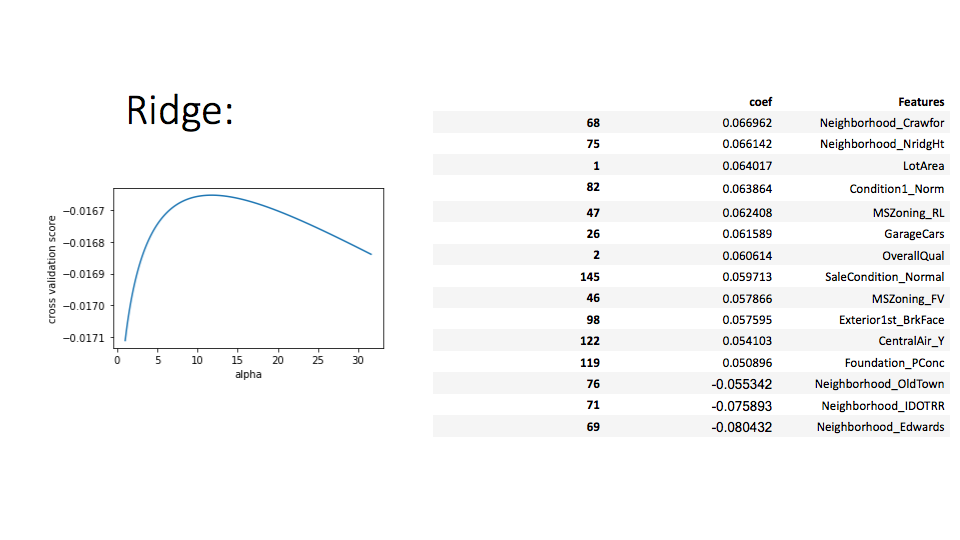 Ridge:
−0.0167
−0.0168
−0.0169
−0.0170
−0.0171
cross validation score
0 5 10 15 20 25 30
alpha
coef Features
68 0.066962 Neighborhood_Crawfor
75 0.066142 Neighborhood_NridgHt
1 0.064017 LotArea
82 0.063864 Condition1_Norm
47 0.062408 MSZoning_RL
26 0.061589 GarageCars
2 0.060614 OverallQual
145 0.059713 SaleCondition_Normal
46 0.057866 MSZoning_FV
98 0.057595 Exterior1st_BrkFace
122 0.054103 CentralAir_Y
119 0.050896 Foundation_PConc
76 -0.055342 Neighborhood_OldTown
71 -0.075893 Neighborhood_IDOTRR
69 -0.080432 Neighborhood_Edwards